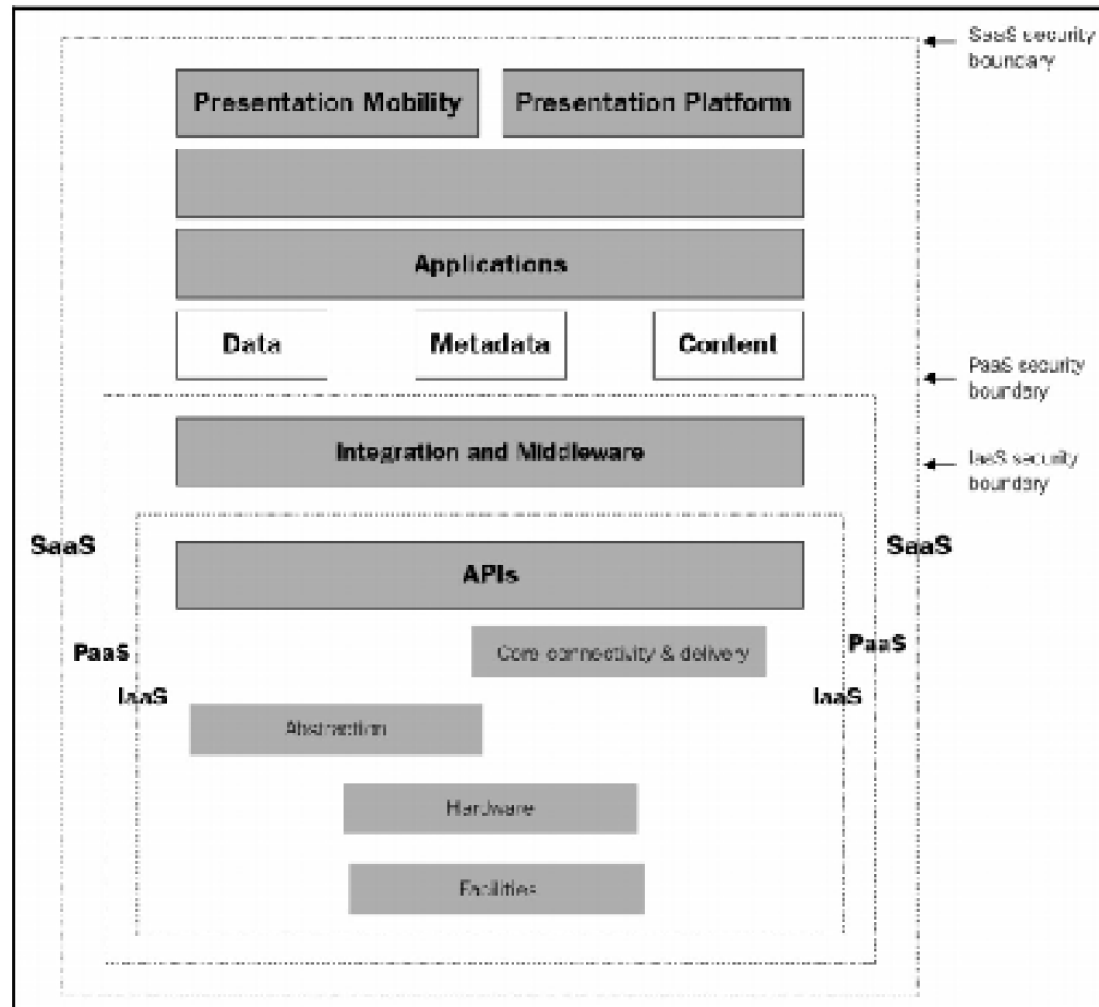 SaaS security
boundary
Presentation Mobility
Presentation Platform
Applications
Data
Metadata
Content
PaaS security
boundary
Integration and Middleware
IaaS security
boundary
SaaS
SaaS
APIs
PaaS
Core connectivity & delivery
PaaS
IaaS
IaaS
Abstraction
Hardware
Facilities